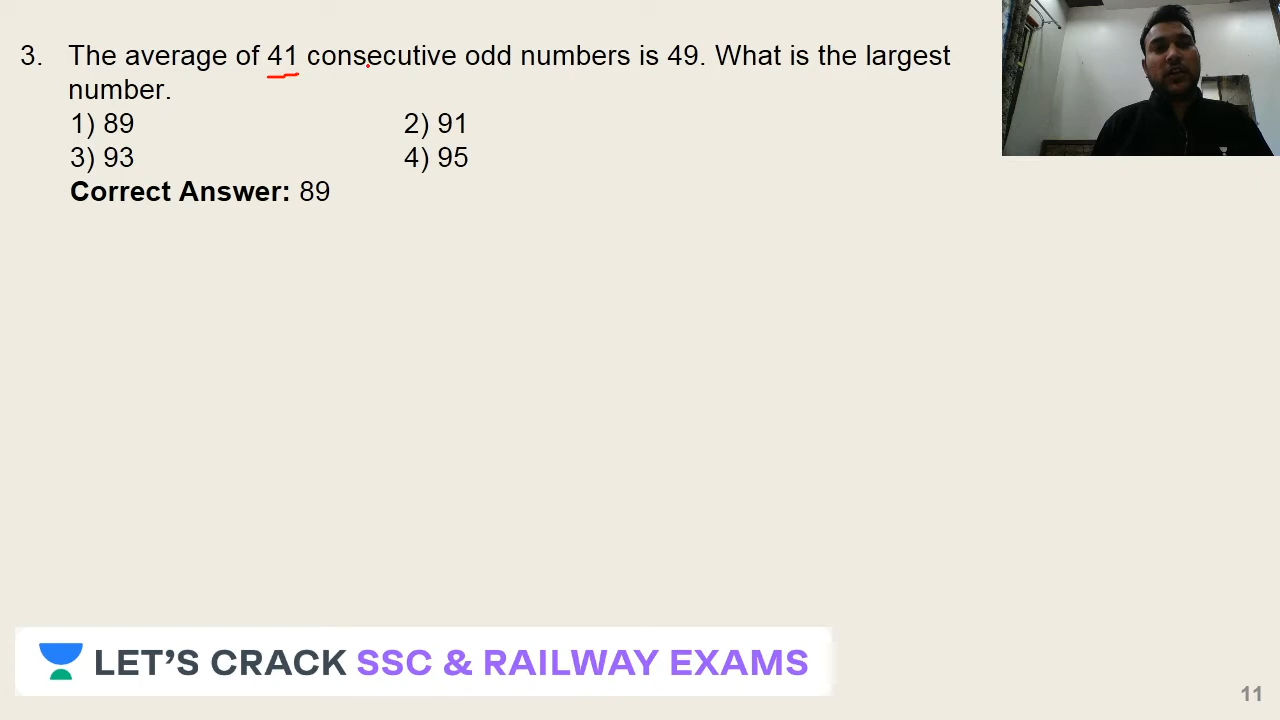 3. The average of 41 consecutive odd numbers is 49. What is the largest
number.
1) 89 2) 91
3) 93 4) 95
Correct Answer: 89
LET'S CRACK SSC & RAILWAY EXAMS
11